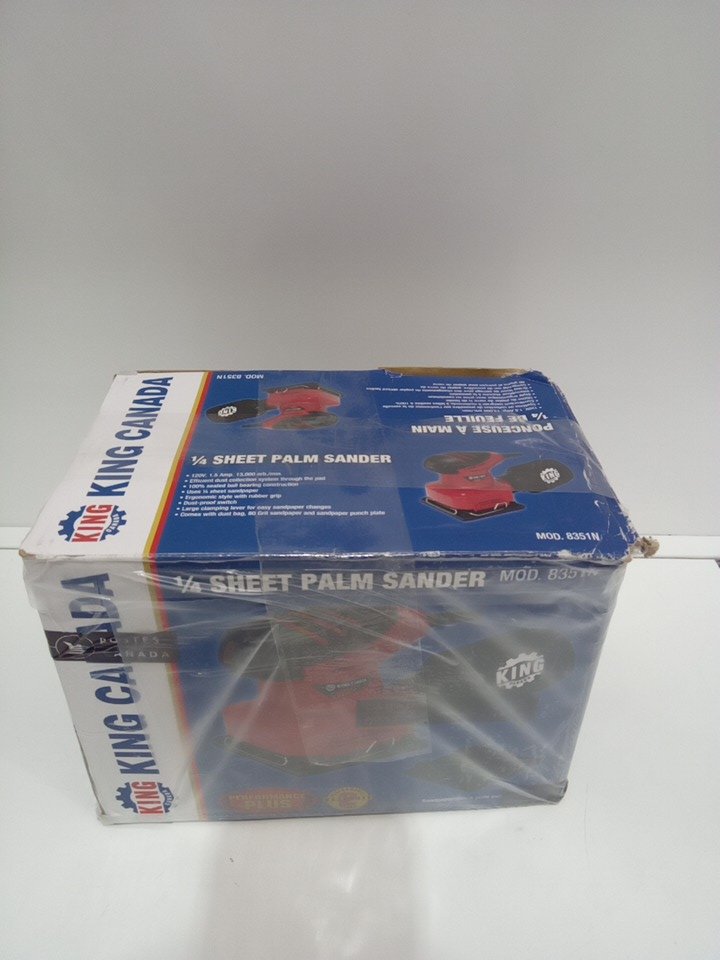 KING CANADA
KING
MOD. 8351N
1/4 SHEET PALM SANDER
• 120V, 1.5 Amp. 13,000 orb./min.
• Efficient dust collection system through the pad
• 100% sealed ball bearing construction
• Uses ¼ sheet sandpaper
• Ergonomic style with rubber grip
• Dust-proof switch
• Large clamping lever for easy sandpaper changes
• Comes with dust bag, 80 Grit sandpaper and sandpaper punch plate
PONCEUSE À MAIN
1/4 DE FEUILLE
KING
MOD. 8351N
1/4 SHEET PALM SANDER MOD. 8351N
KING CANADA
KING
POSTES
CANADA
KING CANADA
KING
PERFORMANCE
PLUS